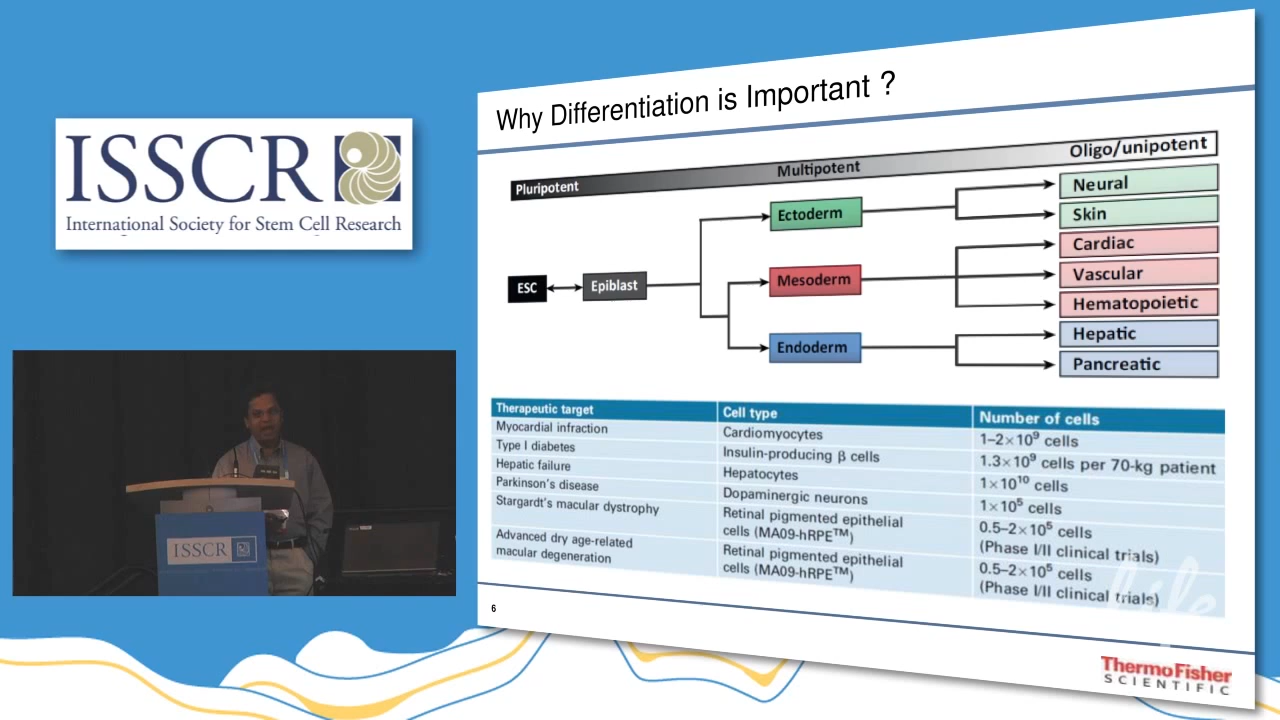 ISSCR
International Society for Stem Cell Research
ISSCR
Why Differentiation is Important ?
Pluripotent
Multipotent
Oligo/unipotent
ESC
Epiblast
Ectoderm
Mesoderm
Endoderm
Neural
Skin
Cardiac
Vascular
Hematopoietic
Hepatic
Pancreatic
Therapeutic target Cell type Number of cells
Myocardial infraction Cardiomyocytes 1–2×10⁹ cells
Type I diabetes Insulin-producing β cells 1.3×10⁹ cells per 70-kg patient
Hepatic failure Hepatocytes 1×10¹⁰ cells
Parkinson's disease Dopaminergic neurons 1×10⁵ cells
Stargardt's macular dystrophy Retinal pigmented epithelial 0.5–2×10⁵ cells
cells (MA09-hRPE™) (Phase I/II clinical trials)
Advanced dry age-related Retinal pigmented epithelial 0.5–2×10⁵ cells
macular degeneration cells (MA09-hRPE™) (Phase I/II clinical trials)
life
6
ThermoFisher
SCIENTIFIC